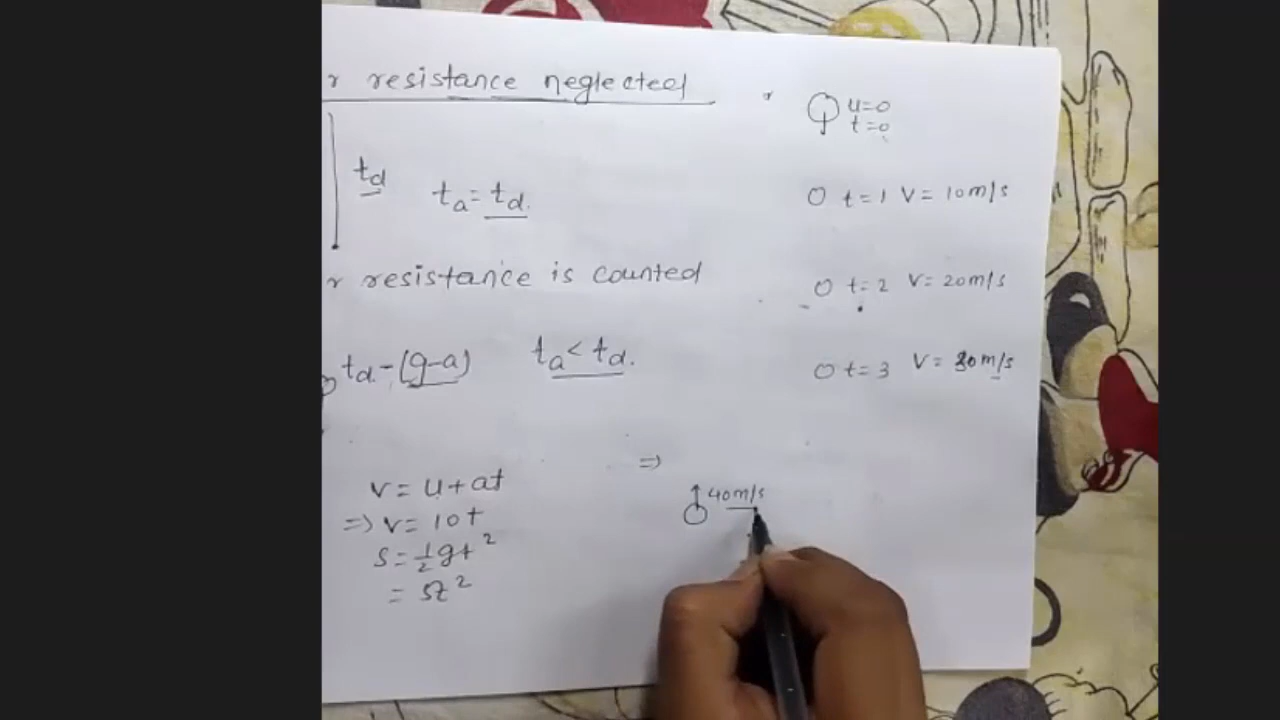 r resistance neglected
td
ta = td.
r resistance is counted
td - (g-a)
ta < td.
v = u + at
=> v = 10t
s = 1/2 gt²
= 5t²
u=0
t=0
t=1 v= 10m/s
t=2 v= 20m/s
t=3 v= 30m/s
=>
40m/s